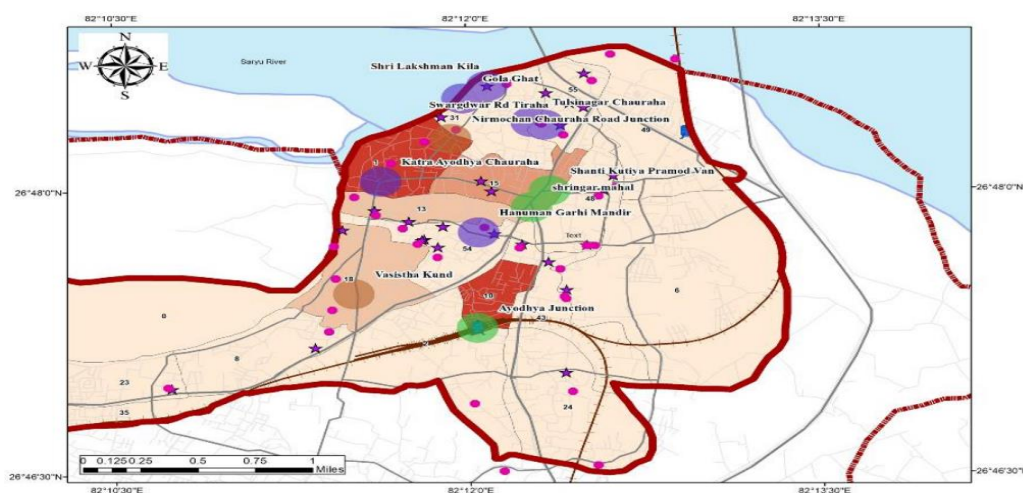 82°10'30"E 82°12'0"E 82°13'30"E
N
W E
S
Saryu River
Shri Lakshman Kila
Gola Ghat
55
Swargdwar Rd Tiraha Tulsinagar Chauraha
31
Nirmochan Chauraha Road Junction
49
1
Katra Ayodhya Chauraha
Shanti Kutiya Pramod Van
15
26°48'0"N 26°48'0"N
shringar mahal
48
13
Hanuman Garhi Mandir
Text
54
Vasistha Kund
18
19
6
Ayodhya Junction
0
43
8
23
24
35
0 0.125 0.25 0.5 0.75 1
Miles
26°46'30"N 26°46'30"N
82°10'30"E 82°12'0"E 82°13'30"E